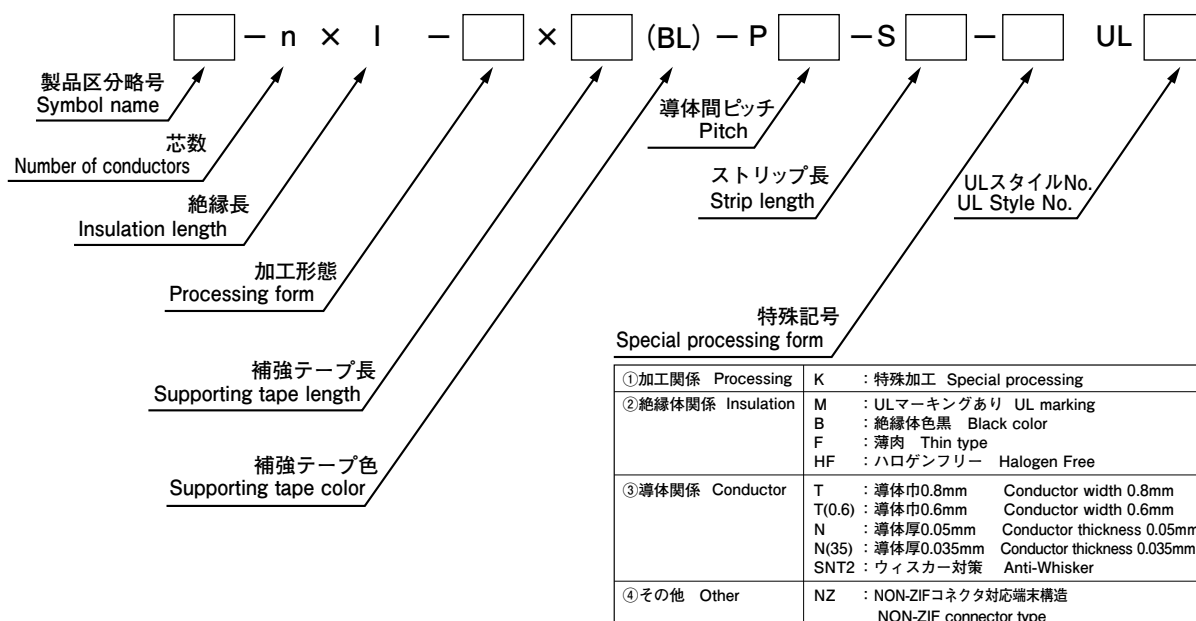 － n × l － × (BL) － P － S － UL
製品区分略号
Symbol name
芯数
Number of conductors
絶縁長
Insulation length
加工形態
Processing form
補強テープ長
Supporting tape length
補強テープ色
Supporting tape color
導体間ピッチ
Pitch
ストリップ長
Strip length
ULスタイルNo.
UL Style No.
特殊記号
Special processing form
①加工関係 Processing K ：特殊加工 Special processing
②絶縁体関係 Insulation M ：ULマーキングあり UL marking
B ：絶縁体色黒 Black color
F ：薄肉 Thin type
HF ：ハロゲンフリー Halogen Free
③導体関係 Conductor T ：導体巾0.8mm Conductor width 0.8mm
T(0.6) ：導体巾0.6mm Conductor width 0.6mm
N ：導体厚0.05mm Conductor thickness 0.05mm
N(35) ：導体厚0.035mm Conductor thickness 0.035mm
SNT2 ：ウィスカー対策 Anti-Whisker
④その他 Other NZ ：NON-ZIFコネクタ対応端末構造
NON-ZIF connector type